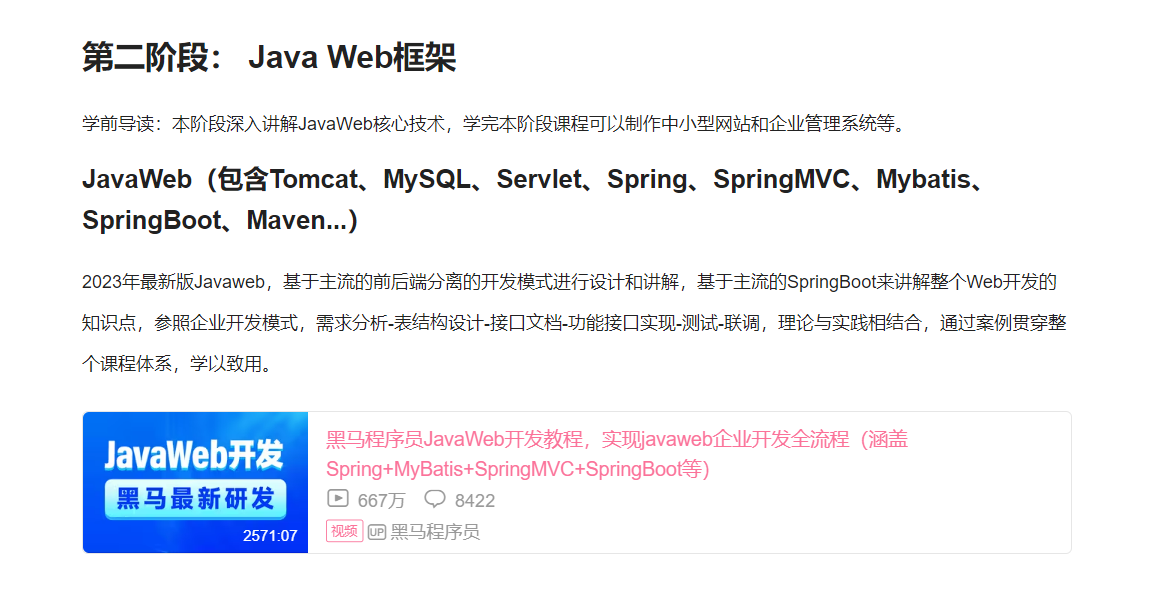 第二阶段： Java Web框架
学前导读：本阶段深入讲解JavaWeb核心技术，学完本阶段课程可以制作中小型网站和企业管理系统等。
JavaWeb（包含Tomcat、MySQL、Servlet、Spring、SpringMVC、Mybatis、
SpringBoot、Maven...）
2023年最新版Javaweb，基于主流的前后端分离的开发模式进行设计和讲解，基于主流的SpringBoot来讲解整个Web开发的
知识点，参照企业开发模式，需求分析-表结构设计-接口文档-功能接口实现-测试-联调，理论与实践相结合，通过案例贯穿整
个课程体系，学以致用。
JavaWeb开发
黑马最新研发
2571:07
黑马程序员JavaWeb开发教程，实现javaweb企业开发全流程（涵盖
Spring+MyBatis+SpringMVC+SpringBoot等）
667万 8422
视频 UP 黑马程序员